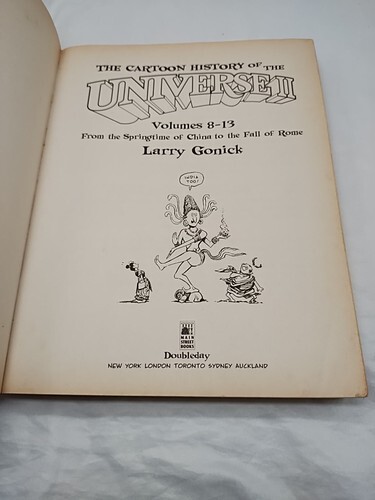 THE CARTOON HISTORY OF THE
UNIVERSE II
Volumes 8-13
From the Springtime of China to the Fall of Rome
Larry Gonick
INDIA TOO!
MAIN
STREET
BOOKS
Doubleday
NEW YORK LONDON TORONTO SYDNEY AUCKLAND